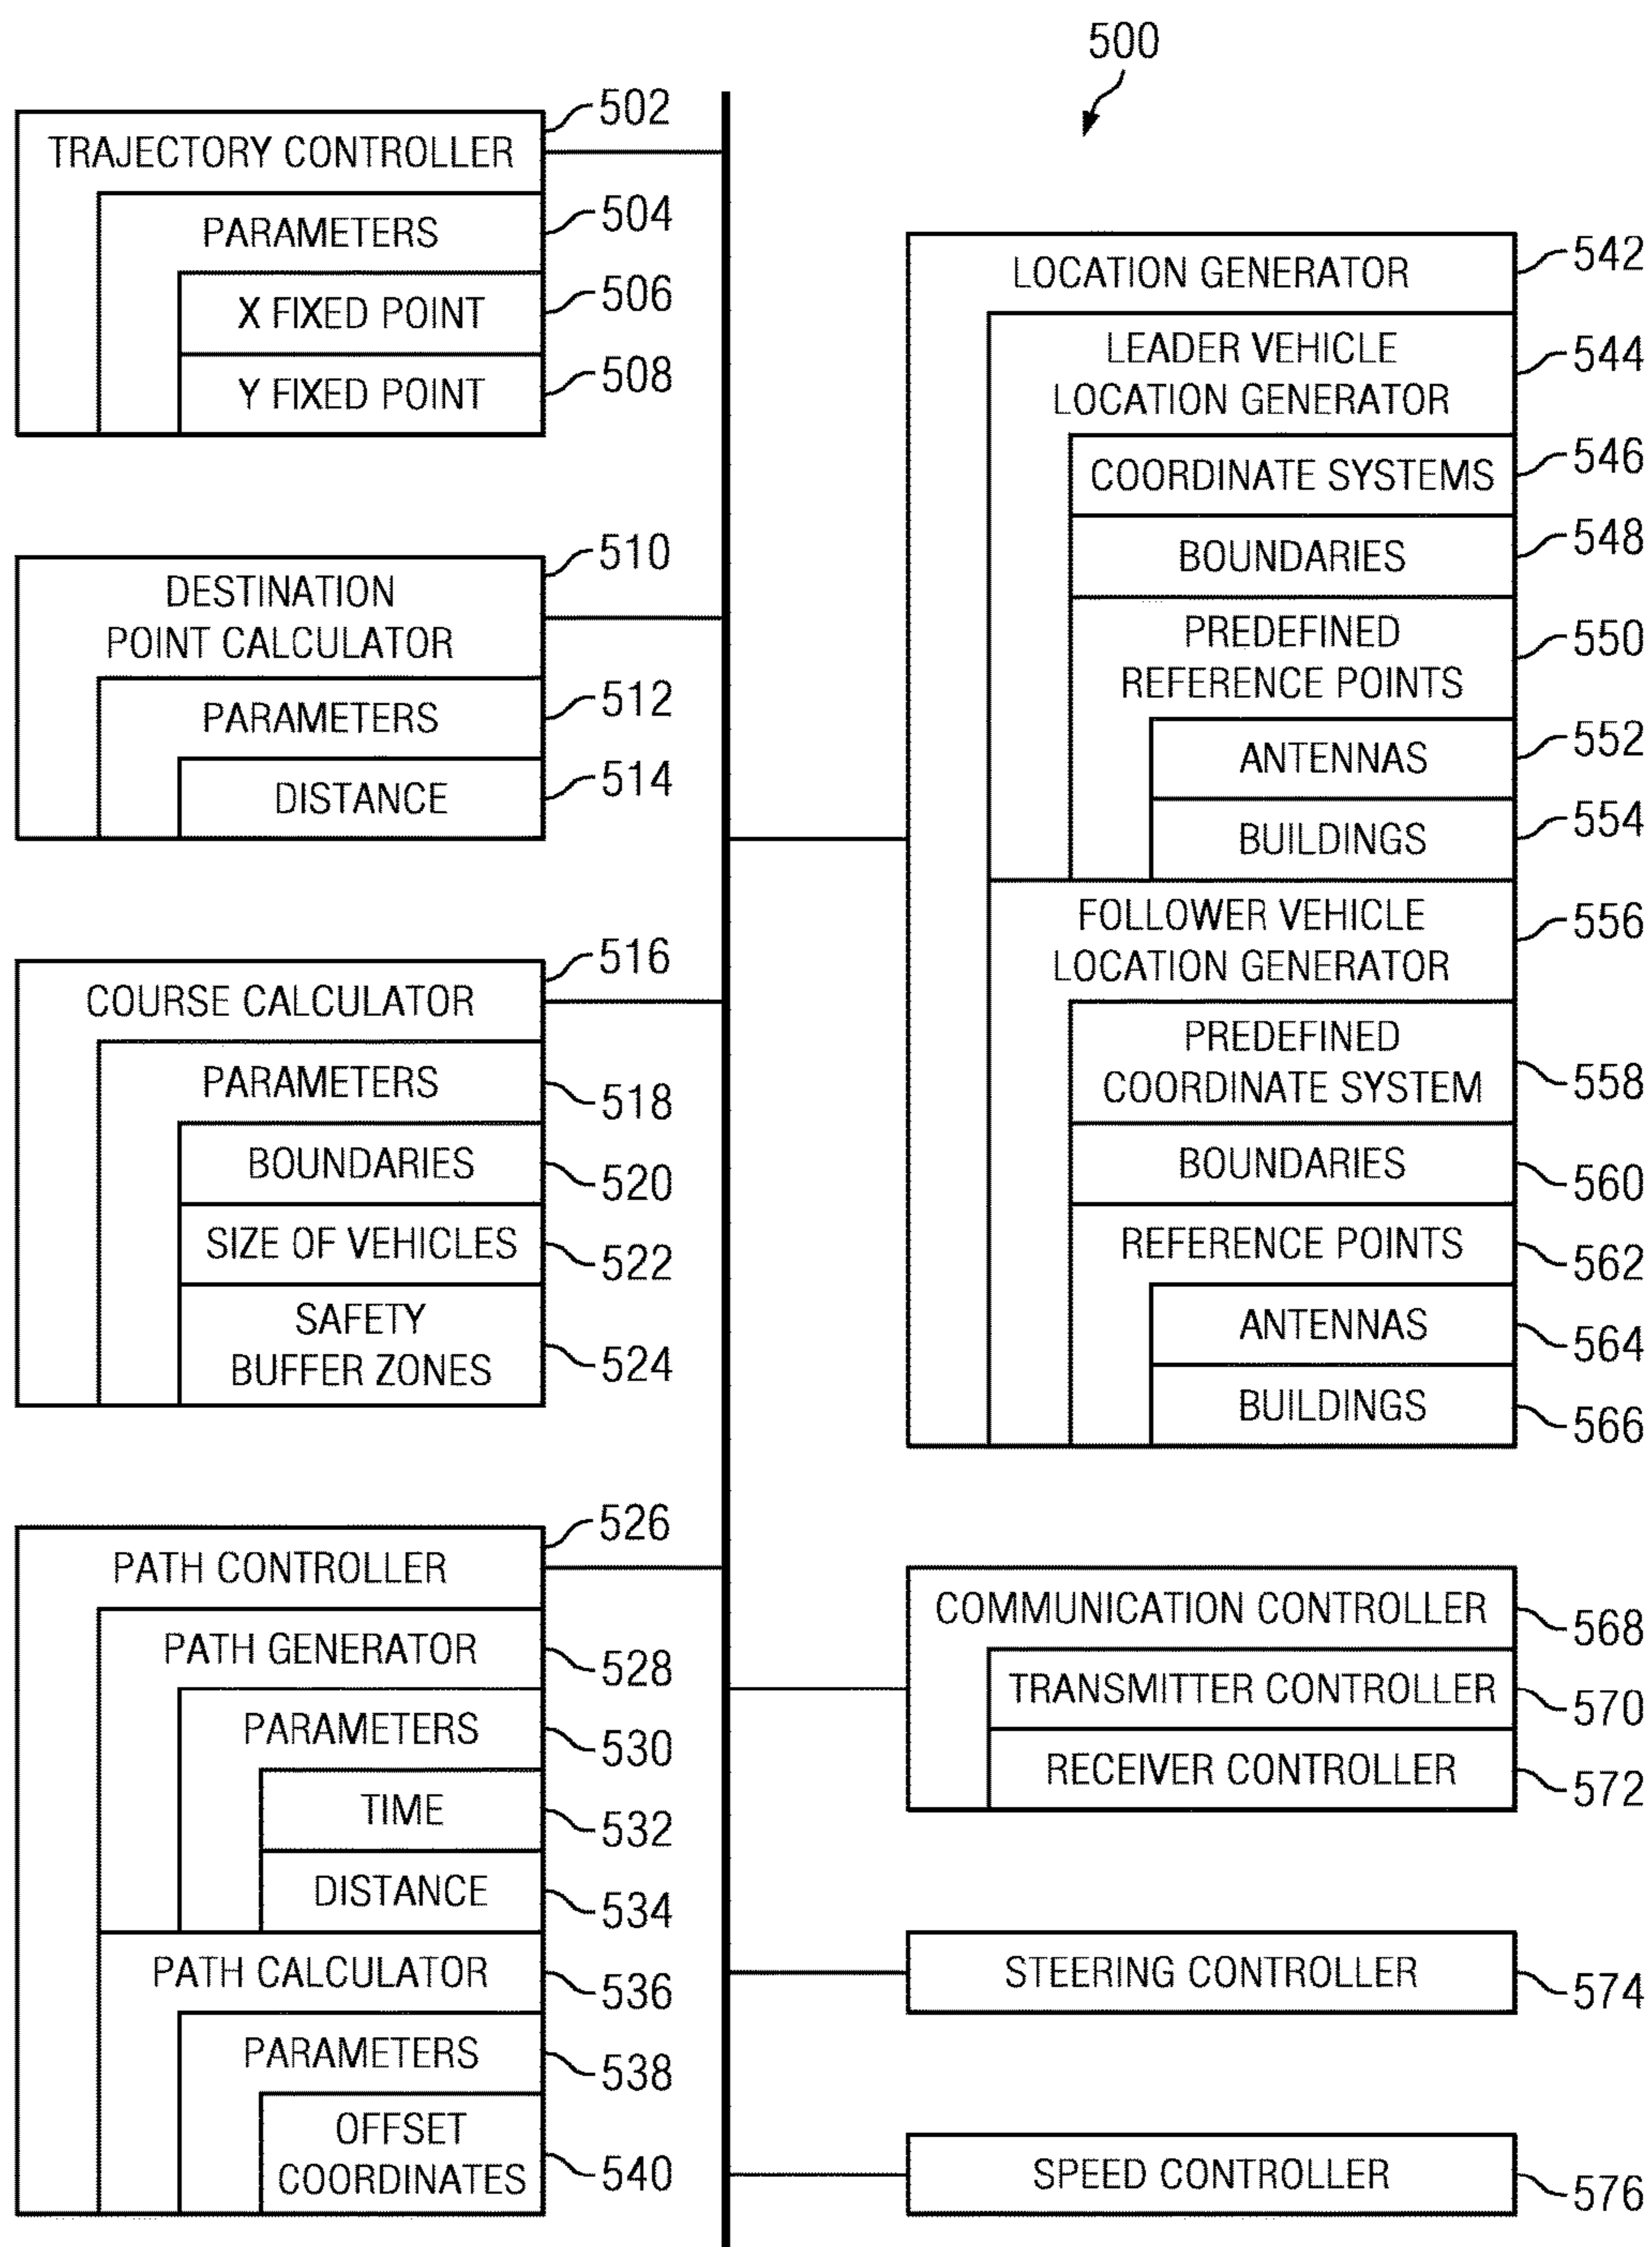 500
502
TRAJECTORY CONTROLLER
PARAMETERS
504
X FIXED POINT
506
Y FIXED POINT
508
510
DESTINATION
POINT CALCULATOR
PARAMETERS
512
DISTANCE
514
516
COURSE CALCULATOR
PARAMETERS
518
BOUNDARIES
520
SIZE OF VEHICLES
522
SAFETY
BUFFER ZONES
524
526
PATH CONTROLLER
PATH GENERATOR
528
PARAMETERS
530
TIME
532
DISTANCE
534
PATH CALCULATOR
536
PARAMETERS
538
OFFSET
COORDINATES
540
LOCATION GENERATOR
542
LEADER VEHICLE
LOCATION GENERATOR
544
COORDINATE SYSTEMS
546
BOUNDARIES
548
PREDEFINED
REFERENCE POINTS
550
ANTENNAS
552
BUILDINGS
554
FOLLOWER VEHICLE
LOCATION GENERATOR
556
PREDEFINED
COORDINATE SYSTEM
558
BOUNDARIES
560
REFERENCE POINTS
562
ANTENNAS
564
BUILDINGS
566
COMMUNICATION CONTROLLER
568
TRANSMITTER CONTROLLER
570
RECEIVER CONTROLLER
572
STEERING CONTROLLER
574
SPEED CONTROLLER
576